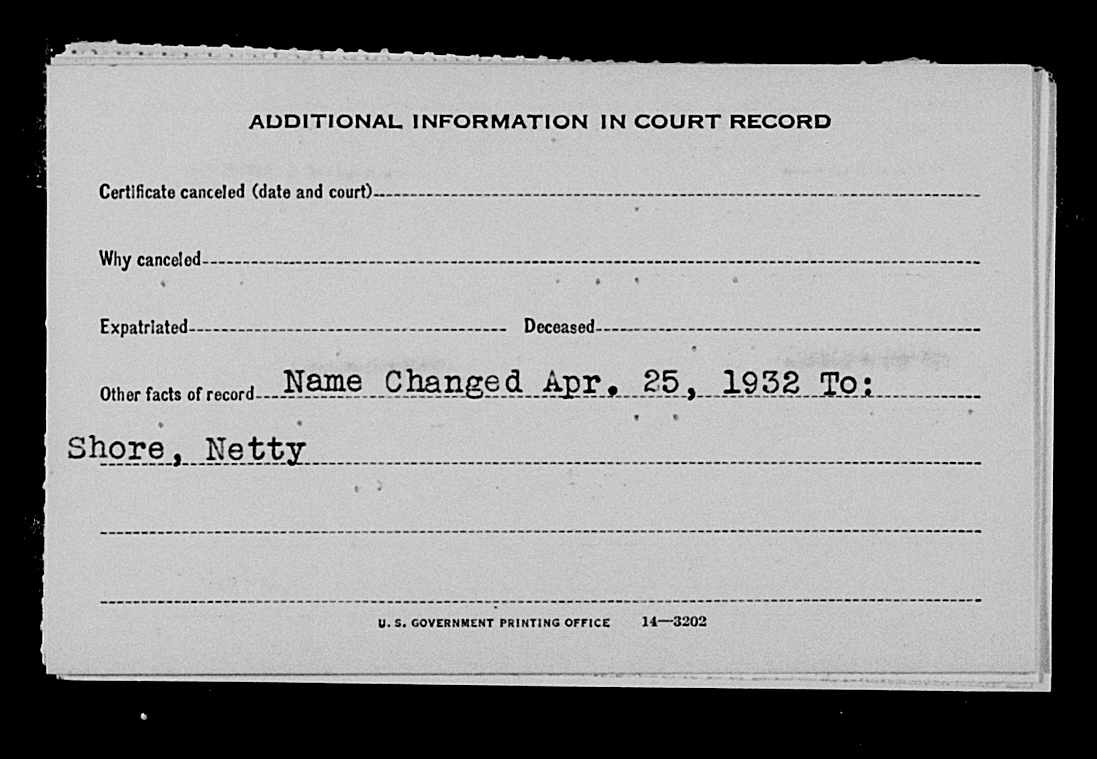 ADDITIONAL INFORMATION IN COURT RECORD
Certificate canceled (date and court)
Why canceled
Expatriated Deceased
Other facts of record Name Changed Apr. 25, 1932 To:
Shore, Netty
U. S. GOVERNMENT PRINTING OFFICE 14—3202